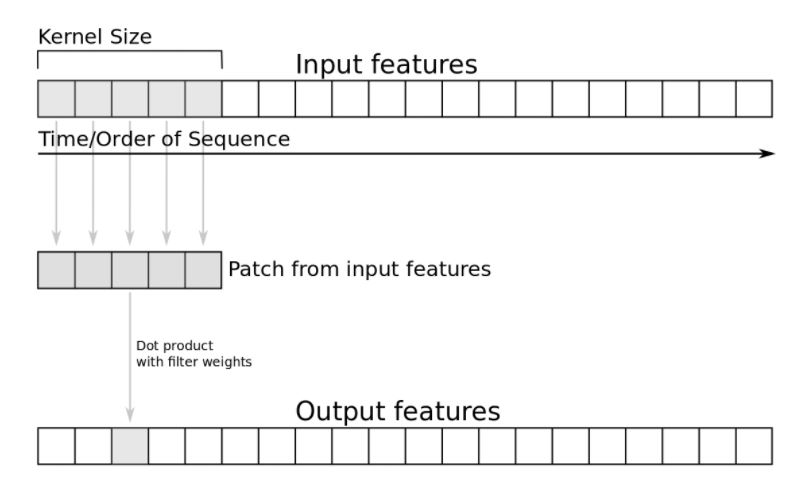 Kernel Size
Input features
Time/Order of Sequence
Patch from input features
Dot product
with filter weights
Output features